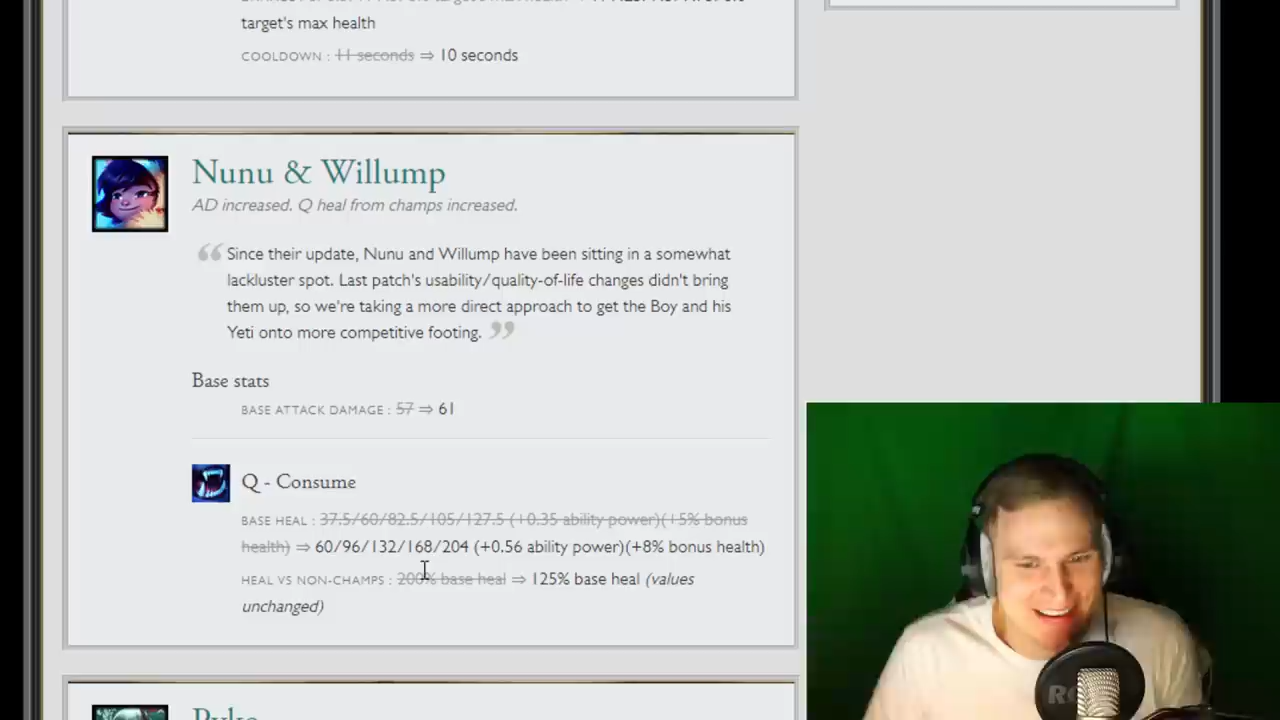 target's max health
COOLDOWN : 11 seconds ⇒ 10 seconds
Nunu & Willump
AD increased. Q heal from champs increased.
“ Since their update, Nunu and Willump have been sitting in a somewhat
lackluster spot. Last patch's usability/quality-of-life changes didn't bring
them up, so we're taking a more direct approach to get the Boy and his
Yeti onto more competitive footing. ”
Base stats
BASE ATTACK DAMAGE : 57 ⇒ 61
Q - Consume
BASE HEAL : 37.5/60/82.5/105/127.5 (+0.35 ability power)(+5% bonus
health) ⇒ 60/96/132/168/204 (+0.56 ability power)(+8% bonus health)
HEAL VS NON-CHAMPS : 200% base heal ⇒ 125% base heal (values
unchanged)
Pyke